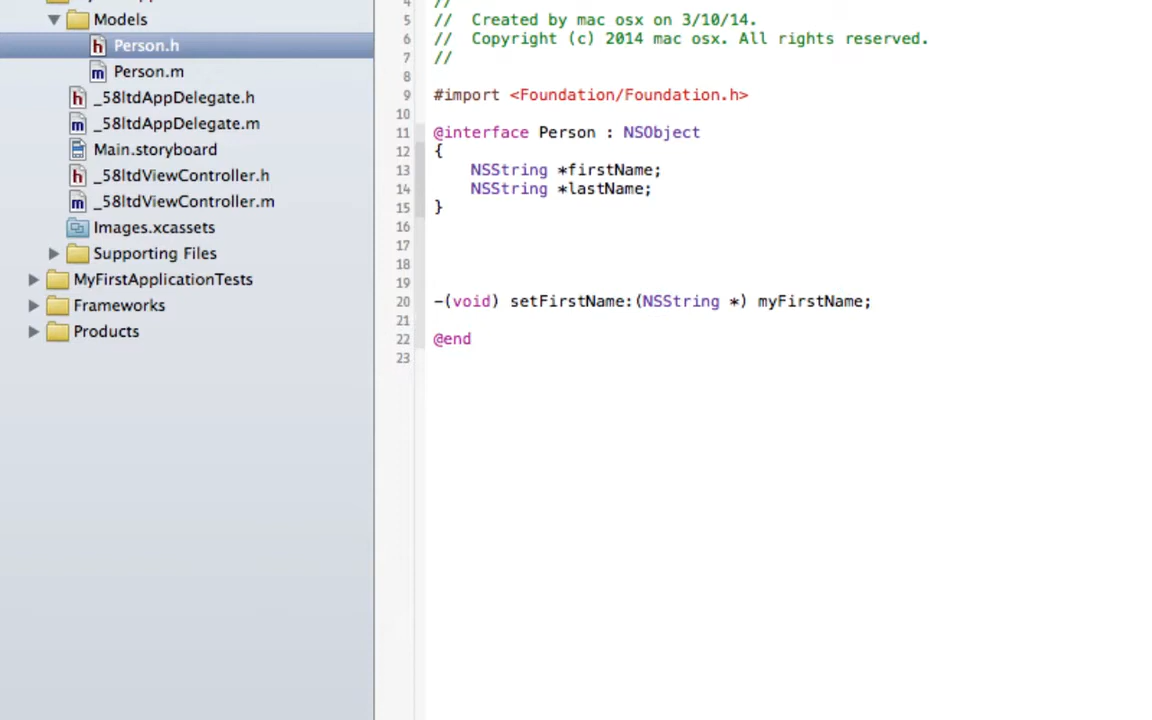 Models
Person.h
Person.m
_58ltdAppDelegate.h
_58ltdAppDelegate.m
Main.storyboard
_58ltdViewController.h
_58ltdViewController.m
Images.xcassets
Supporting Files
MyFirstApplicationTests
Frameworks
Products
4 //
5 // Created by mac osx on 3/10/14.
6 // Copyright (c) 2014 mac osx. All rights reserved.
7 //
8
9 #import <Foundation/Foundation.h>
10
11 @interface Person : NSObject
12 {
13 NSString *firstName;
14 NSString *lastName;
15 }
16
17
18
19
20 -(void) setFirstName:(NSString *) myFirstName;
21
22 @end
23